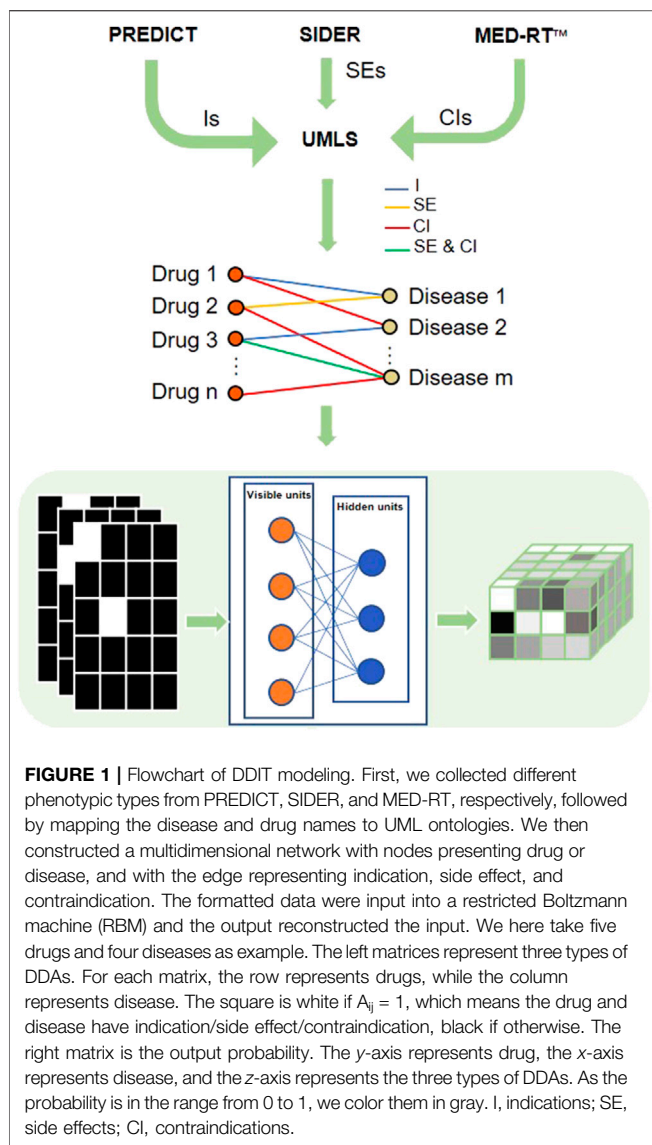 PREDICT SIDER MED-RT™
SEs
Is CIs
UMLS
I
SE
CI
SE & CI
Drug 1
Drug 2
Drug 3
Drug n
Disease 1
Disease 2
Disease m
Visible units
Hidden units
FIGURE 1 | Flowchart of DDIT modeling. First, we collected different
phenotypic types from PREDICT, SIDER, and MED-RT, respectively, followed
by mapping the disease and drug names to UML ontologies. We then
constructed a multidimensional network with nodes presenting drug or
disease, and with the edge representing indication, side effect, and
contraindication. The formatted data were input into a restricted Boltzmann
machine (RBM) and the output reconstructed the input. We here take five
drugs and four diseases as example. The left matrices represent three types of
DDAs. For each matrix, the row represents drugs, while the column
represents disease. The square is white if Aij = 1, which means the drug and
disease have indication/side effect/contraindication, black if otherwise. The
right matrix is the output probability. The y-axis represents drug, the x-axis
represents disease, and the z-axis represents the three types of DDAs. As the
probability is in the range from 0 to 1, we color them in gray. I, indications; SE,
side effects; CI, contraindications.